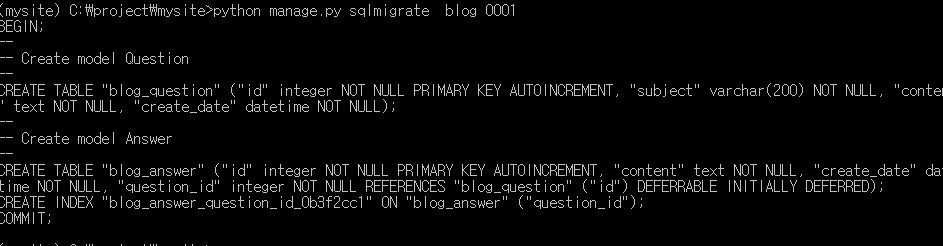 (mysite) C:₩project₩mysite>python manage.py sqlmigrate  blog 0001
BEGIN;
--
-- Create model Question
--
CREATE TABLE "blog_question" ("id" integer NOT NULL PRIMARY KEY AUTOINCREMENT, "subject" varchar(200) NOT NULL, "conte
" text NOT NULL, "create_date" datetime NOT NULL);
--
-- Create model Answer
--
CREATE TABLE "blog_answer" ("id" integer NOT NULL PRIMARY KEY AUTOINCREMENT, "content" text NOT NULL, "create_date" da
time NOT NULL, "question_id" integer NOT NULL REFERENCES "blog_question" ("id") DEFERRABLE INITIALLY DEFERRED);
CREATE INDEX "blog_answer_question_id_0b3f2cc1" ON "blog_answer" ("question_id");
COMMIT;